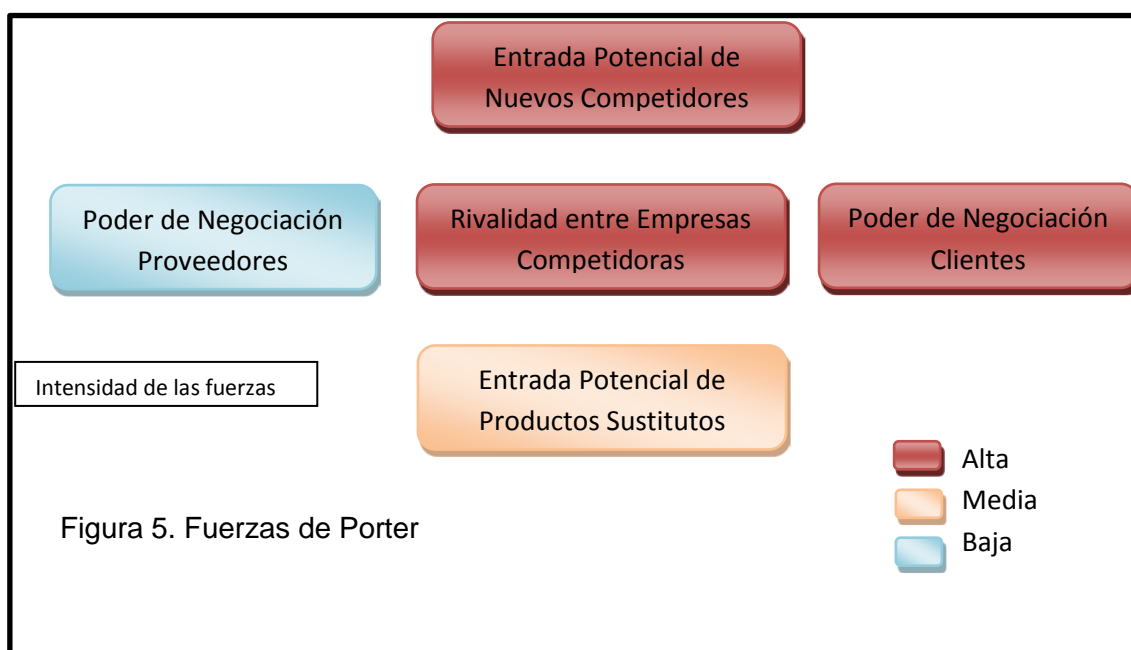 Entrada Potencial de
Nuevos Competidores
Poder de Negociación
Proveedores
Rivalidad entre Empresas
Competidoras
Poder de Negociación
Clientes
Intensidad de las fuerzas
Entrada Potencial de
Productos Sustitutos
Alta
Media
Baja
Figura 5. Fuerzas de Porter